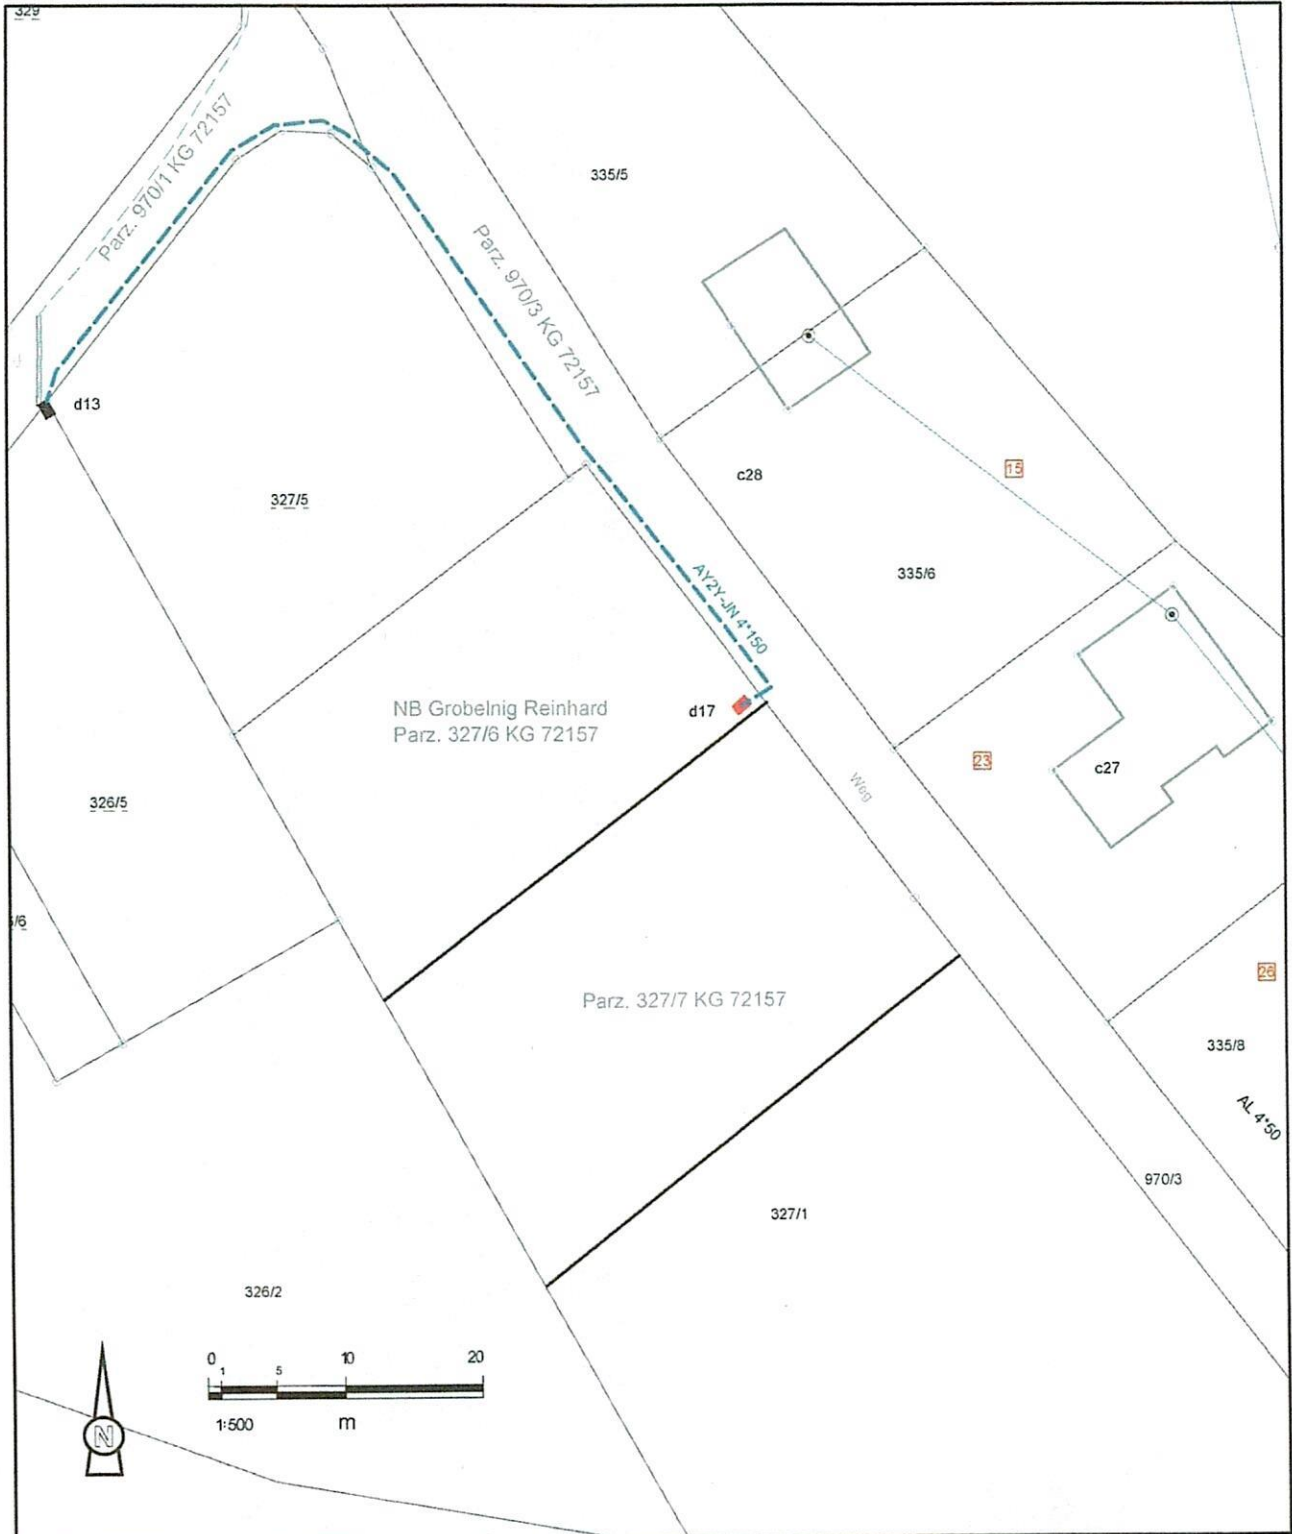 329
Parz. 970/1 KG 72157
335/5
Parz. 970/3 KG 72157
d13
c28
15
327/5
335/6
AY2Y-JN 4*150
NB Grobelnig Reinhard
Parz. 327/6 KG 72157
d17
Weg
23
c27
326/5
/6
26
Parz. 327/7 KG 72157
335/8
AL 4*50
970/3
327/1
326/2
0 1 5 10 20
1:500 m
N